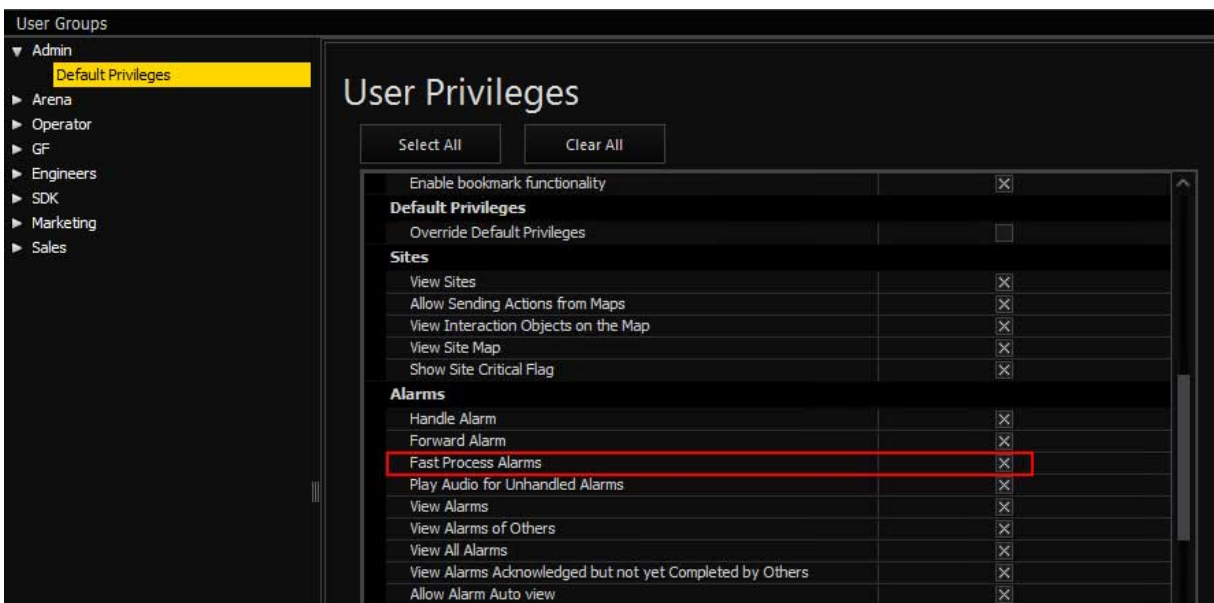 User Groups
Admin
Default Privileges
Arena
Operator
GF
Engineers
SDK
Marketing
Sales
User Privileges
Select All
Clear All
Enable bookmark functionality
Default Privileges
Override Default Privileges
Sites
View Sites
Allow Sending Actions from Maps
View Interaction Objects on the Map
View Site Map
Show Site Critical Flag
Alarms
Handle Alarm
Forward Alarm
Fast Process Alarms
Play Audio for Unhandled Alarms
View Alarms
View Alarms of Others
View All Alarms
View Alarms Acknowledged but not yet Completed by Others
Allow Alarm Auto view